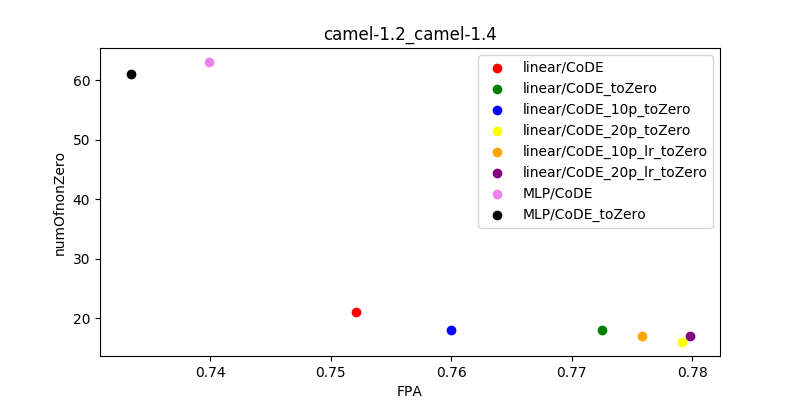 camel-1.2_camel-1.4
numOfnonZero
60
50
40
30
20
linear/CoDE
linear/CoDE_toZero
linear/CoDE_10p_toZero
linear/CoDE_20p_toZero
linear/CoDE_10p_lr_toZero
linear/CoDE_20p_lr_toZero
MLP/CoDE
MLP/CoDE_toZero
0.74 0.75 0.76 0.77 0.78
FPA